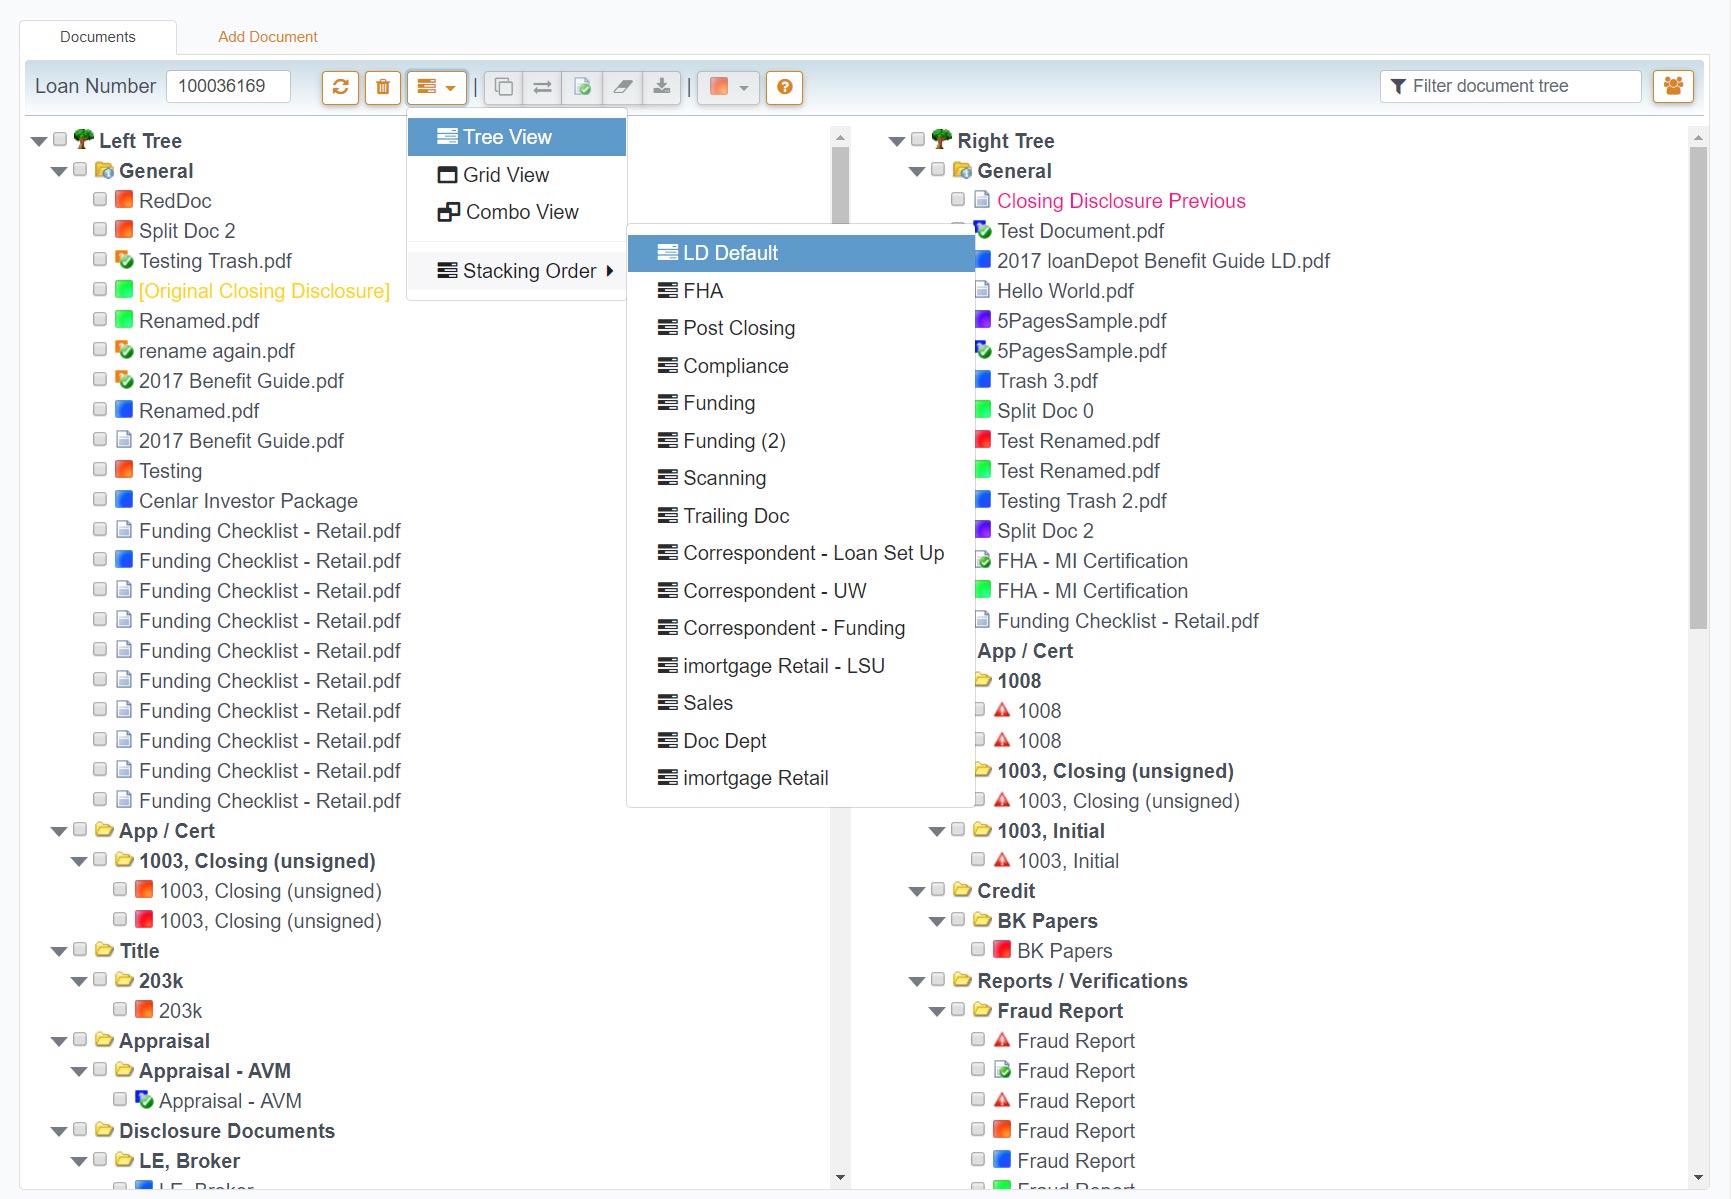 Documents
Add Document
Loan Number
100036169
Filter document tree
Left Tree
General
RedDoc
Split Doc 2
Testing Trash.pdf
[Original Closing Disclosure]
Renamed.pdf
rename again.pdf
2017 Benefit Guide.pdf
Renamed.pdf
2017 Benefit Guide.pdf
Testing
Cenlar Investor Package
Funding Checklist - Retail.pdf
Funding Checklist - Retail.pdf
Funding Checklist - Retail.pdf
Funding Checklist - Retail.pdf
Funding Checklist - Retail.pdf
Funding Checklist - Retail.pdf
Funding Checklist - Retail.pdf
Funding Checklist - Retail.pdf
Funding Checklist - Retail.pdf
Funding Checklist - Retail.pdf
App / Cert
1003, Closing (unsigned)
1003, Closing (unsigned)
1003, Closing (unsigned)
Title
203k
203k
Appraisal
Appraisal - AVM
Appraisal - AVM
Disclosure Documents
LE, Broker
LE, Broker
Tree View
Grid View
Combo View
Stacking Order
LD Default
FHA
Post Closing
Compliance
Funding
Funding (2)
Scanning
Trailing Doc
Correspondent - Loan Set Up
Correspondent - UW
Correspondent - Funding
imortgage Retail - LSU
Sales
Doc Dept
imortgage Retail
Right Tree
General
Closing Disclosure Previous
Test Document.pdf
2017 loanDepot Benefit Guide LD.pdf
Hello World.pdf
5PagesSample.pdf
5PagesSample.pdf
Trash 3.pdf
Split Doc 0
Test Renamed.pdf
Test Renamed.pdf
Testing Trash 2.pdf
Split Doc 2
FHA - MI Certification
FHA - MI Certification
Funding Checklist - Retail.pdf
App / Cert
1008
1008
1008
1003, Closing (unsigned)
1003, Closing (unsigned)
1003, Initial
1003, Initial
Credit
BK Papers
BK Papers
Reports / Verifications
Fraud Report
Fraud Report
Fraud Report
Fraud Report
Fraud Report
Fraud Report
Fraud Report